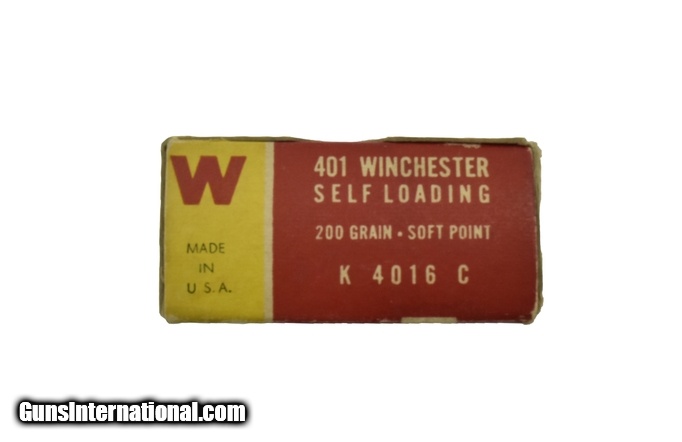 W
MADE
IN
U.S.A.
401 WINCHESTER
SELF LOADING
200 GRAIN • SOFT POINT
K 4016 C
GunsInternational.com